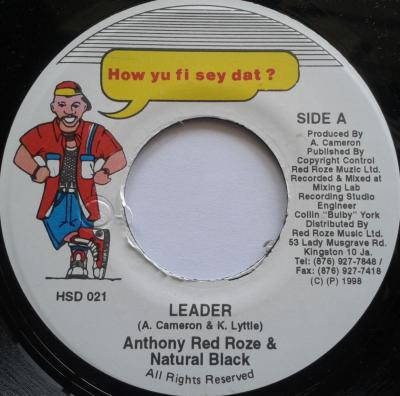 How yu fi sey dat ?
SIDE A
Produced By
A. Cameron
Published By
Copyright Control
Red Roze Muzic Ltd.
Recorded & Mixed at
Mixing Lab
Recording Studio
Engineer
Collin "Bulby" York
Distributed By
Red Roze Music Ltd.
53 Lady Musgrave Rd.
Kingston 10 Ja.
Tel: (876) 927-7848 /
Fax: (876) 927-7418
(C) (P) 1998
HSD 021
LEADER
(A. Cameron & K. Lyttle)
Anthony Red Roze &
Natural Black
All Rights Reserved